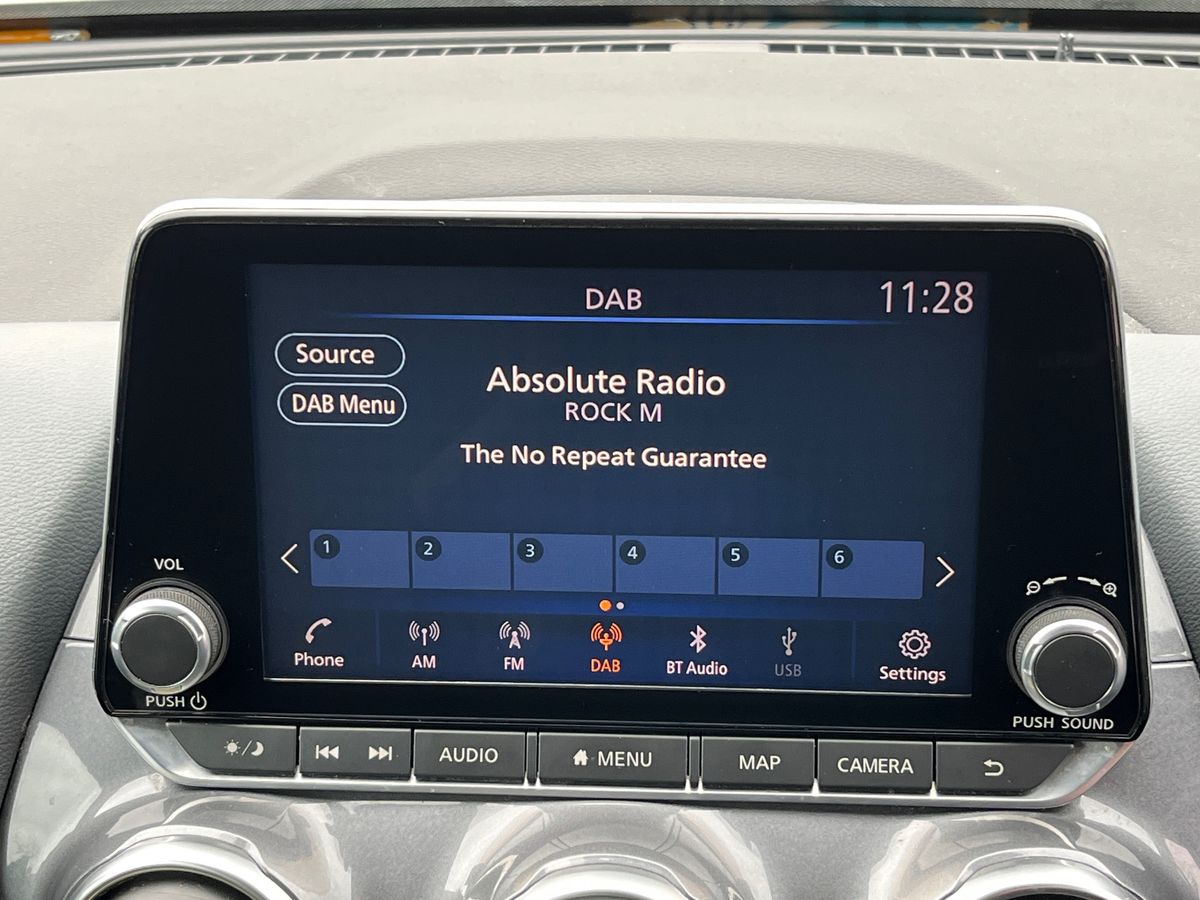 DAB
11:28
Source
DAB Menu
Absolute Radio
ROCK M
The No Repeat Guarantee
1 2 3 4 5 6
Phone AM FM DAB BT Audio USB Settings
VOL
PUSH
PUSH SOUND
AUDIO MENU MAP CAMERA